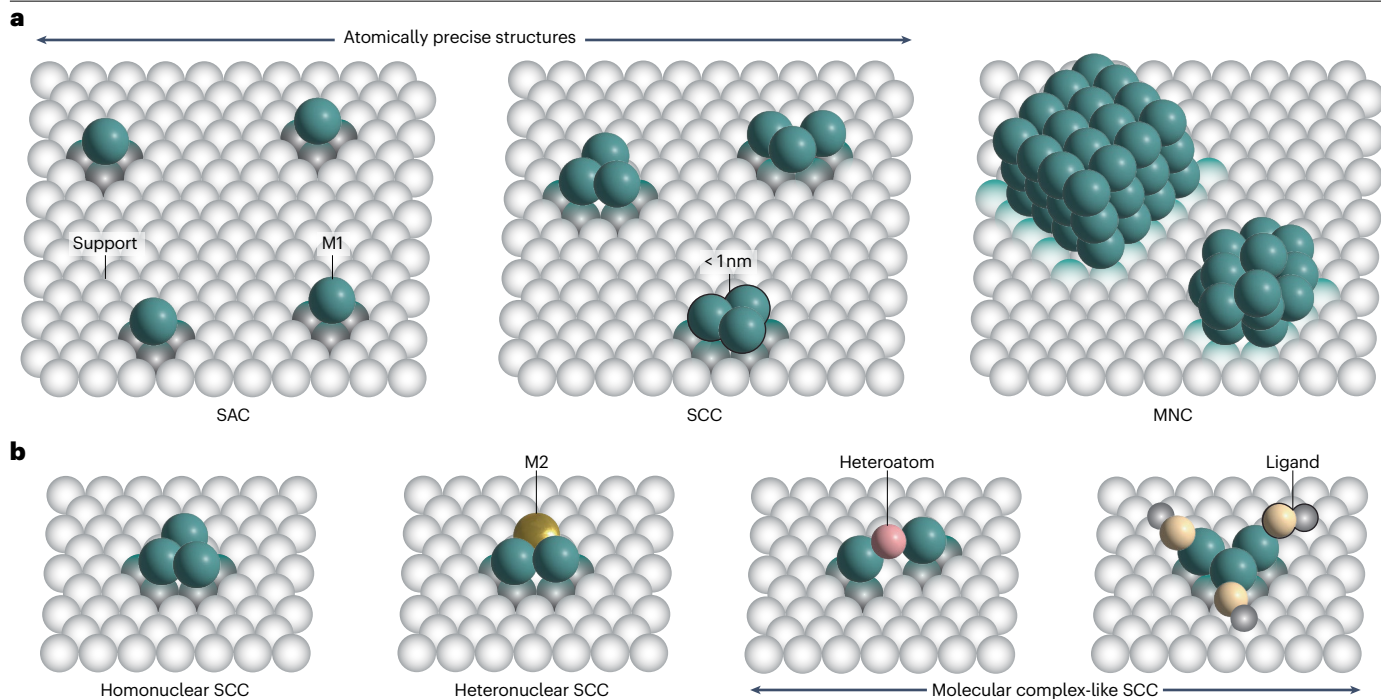 a
Atomically precise structures
Support
M1
< 1 nm
SAC
SCC
MNC
b
M2
Heteroatom
Ligand
Homonuclear SCC
Heteronuclear SCC
Molecular complex-like SCC